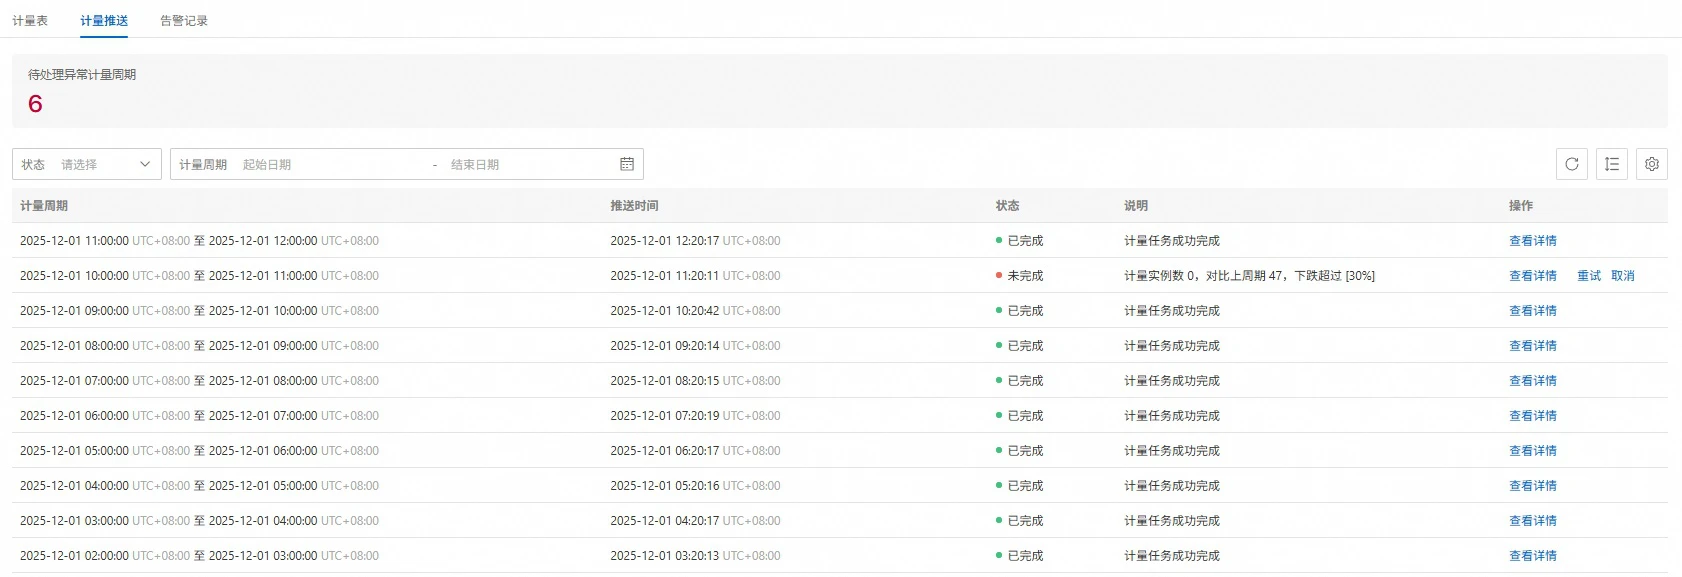 计量表 计量推送 告警记录
待处理异常计量周期
6
状态 请选择 计量周期 起始日期 - 结束日期
计量周期 推送时间 状态 说明 操作
2025-12-01 11:00:00 UTC+08:00 至 2025-12-01 12:00:00 UTC+08:00 2025-12-01 12:20:17 UTC+08:00 已完成 计量任务成功完成 查看详情
2025-12-01 10:00:00 UTC+08:00 至 2025-12-01 11:00:00 UTC+08:00 2025-12-01 11:20:11 UTC+08:00 未完成 计量实例数 0，对比上周期 47，下跌超过 [30%] 查看详情 重试 取消
2025-12-01 09:00:00 UTC+08:00 至 2025-12-01 10:00:00 UTC+08:00 2025-12-01 10:20:42 UTC+08:00 已完成 计量任务成功完成 查看详情
2025-12-01 08:00:00 UTC+08:00 至 2025-12-01 09:00:00 UTC+08:00 2025-12-01 09:20:14 UTC+08:00 已完成 计量任务成功完成 查看详情
2025-12-01 07:00:00 UTC+08:00 至 2025-12-01 08:00:00 UTC+08:00 2025-12-01 08:20:15 UTC+08:00 已完成 计量任务成功完成 查看详情
2025-12-01 06:00:00 UTC+08:00 至 2025-12-01 07:00:00 UTC+08:00 2025-12-01 07:20:19 UTC+08:00 已完成 计量任务成功完成 查看详情
2025-12-01 05:00:00 UTC+08:00 至 2025-12-01 06:00:00 UTC+08:00 2025-12-01 06:20:17 UTC+08:00 已完成 计量任务成功完成 查看详情
2025-12-01 04:00:00 UTC+08:00 至 2025-12-01 05:00:00 UTC+08:00 2025-12-01 05:20:16 UTC+08:00 已完成 计量任务成功完成 查看详情
2025-12-01 03:00:00 UTC+08:00 至 2025-12-01 04:00:00 UTC+08:00 2025-12-01 04:20:17 UTC+08:00 已完成 计量任务成功完成 查看详情
2025-12-01 02:00:00 UTC+08:00 至 2025-12-01 03:00:00 UTC+08:00 2025-12-01 03:20:13 UTC+08:00 已完成 计量任务成功完成 查看详情